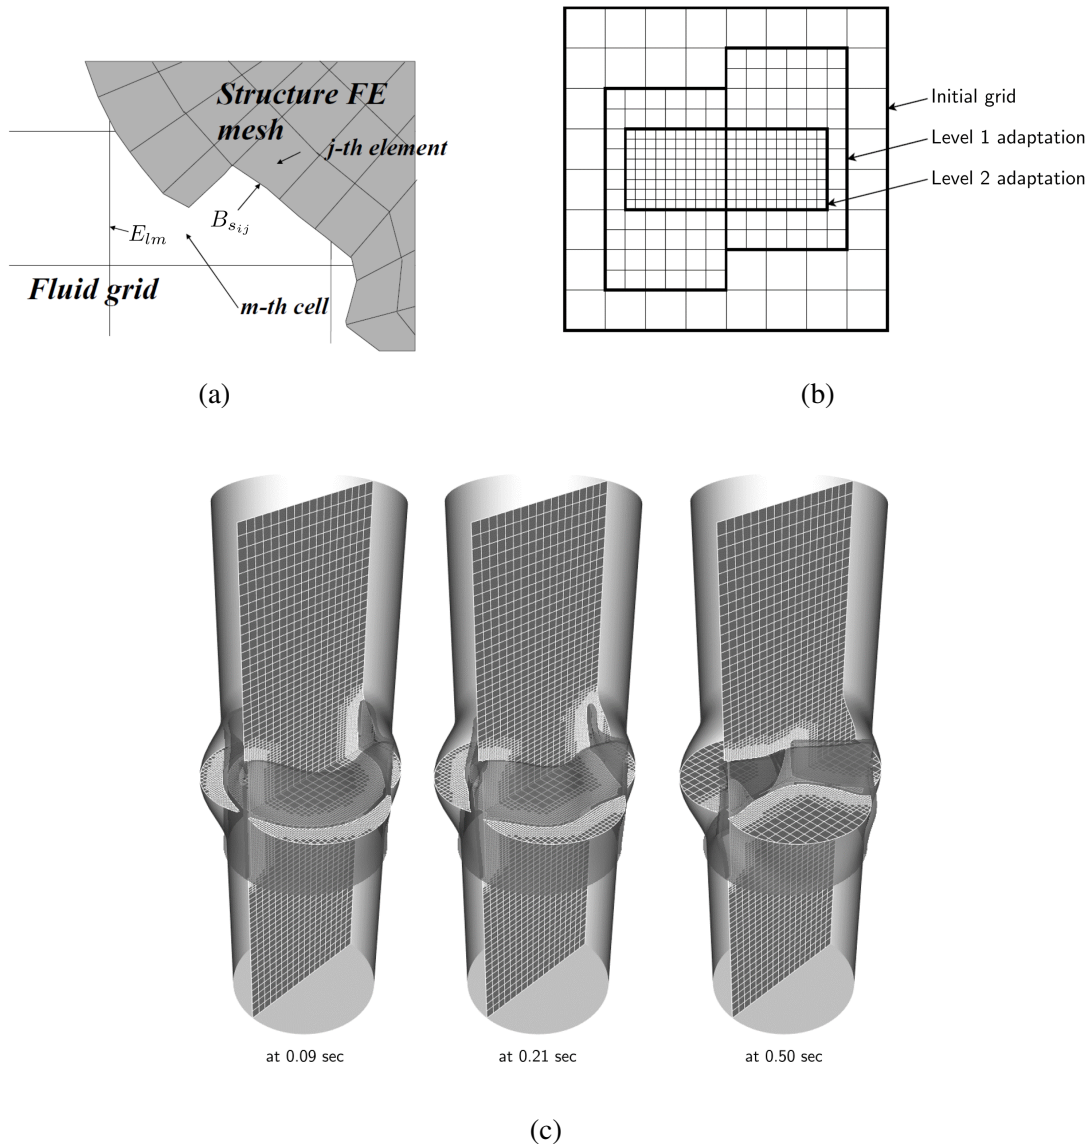 Structure FE
mesh
j-th element
B_{s_{ij}}
E_{lm}
Fluid grid
m-th cell
(a)
Initial grid
Level 1 adaptation
Level 2 adaptation
(b)
at 0.09 sec
at 0.21 sec
at 0.50 sec
(c)